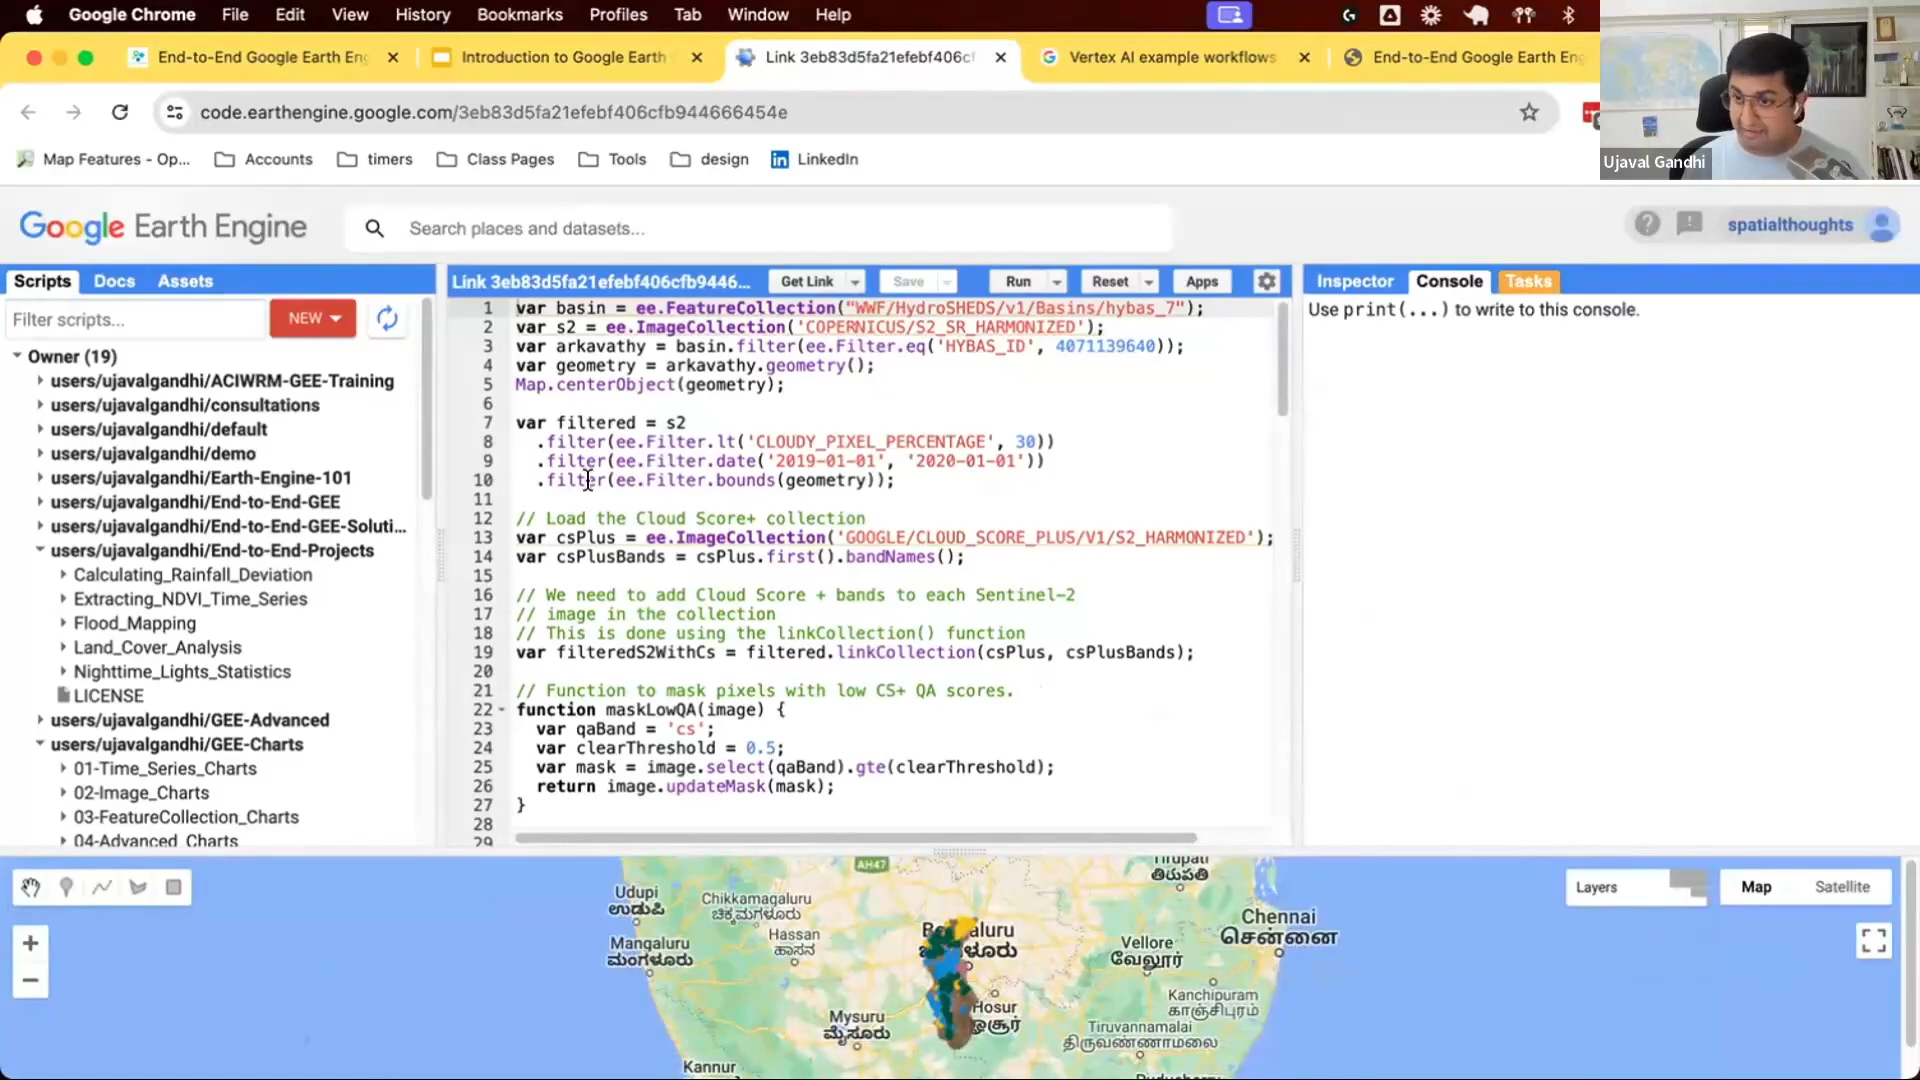 Google Chrome File Edit View History Bookmarks Profiles Tab Window Help
End-to-End Google Earth Eng
Introduction to Google Earth
Link 3eb83d5fa21efebf406cf
Vertex AI example workflows
End-to-End Google Earth Eng
code.earthengine.google.com/3eb83d5fa21efebf406cfb944666454e
Map Features - Op... Accounts timers Class Pages Tools design LinkedIn
Ujaval Gandhi
Google Earth Engine
Search places and datasets...
spatialthoughts
Scripts Docs Assets
Filter scripts... NEW
Owner (19)
users/ujavalgandhi/ACIWRM-GEE-Training
users/ujavalgandhi/consultations
users/ujavalgandhi/default
users/ujavalgandhi/demo
users/ujavalgandhi/Earth-Engine-101
users/ujavalgandhi/End-to-End-GEE
users/ujavalgandhi/End-to-End-GEE-Soluti...
users/ujavalgandhi/End-to-End-Projects
Calculating_Rainfall_Deviation
Extracting_NDVI_Time_Series
Flood_Mapping
Land_Cover_Analysis
Nighttime_Lights_Statistics
LICENSE
users/ujavalgandhi/GEE-Advanced
users/ujavalgandhi/GEE-Charts
01-Time_Series_Charts
02-Image_Charts
03-FeatureCollection_Charts
04-Advanced_Charts
Link 3eb83d5fa21efebf406cfb9446... Get Link Save Run Reset Apps
1 var basin = ee.FeatureCollection("WWF/HydroSHEDS/v1/Basins/hybas_7");
2 var s2 = ee.ImageCollection('COPERNICUS/S2_SR_HARMONIZED');
3 var arkavathy = basin.filter(ee.Filter.eq('HYBAS_ID', 4071139640));
4 var geometry = arkavathy.geometry();
5 Map.centerObject(geometry);
6
7 var filtered = s2
8 .filter(ee.Filter.lt('CLOUDY_PIXEL_PERCENTAGE', 30))
9 .filter(ee.Filter.date('2019-01-01', '2020-01-01'))
10 .filter(ee.Filter.bounds(geometry));
11
12 // Load the Cloud Score+ collection
13 var csPlus = ee.ImageCollection('GOOGLE/CLOUD_SCORE_PLUS/V1/S2_HARMONIZED');
14 var csPlusBands = csPlus.first().bandNames();
15
16 // We need to add Cloud Score + bands to each Sentinel-2
17 // image in the collection
18 // This is done using the linkCollection() function
19 var filteredS2WithCs = filtered.linkCollection(csPlus, csPlusBands);
20
21 // Function to mask pixels with low CS+ QA scores.
22 function maskLowQA(image) {
23 var qaBand = 'cs';
24 var clearThreshold = 0.5;
25 var mask = image.select(qaBand).gte(clearThreshold);
26 return image.updateMask(mask);
27 }
28
29
Inspector Console Tasks
Use print(...) to write to this console.
Layers
Map Satellite
AH47
Udupi
ಉಡುಪಿ
Chikkamagaluru
ಚಿಕ್ಕಮಗಳೂರು
Hassan
ಹಾಸನ
Mangaluru
ಮಂಗಳೂರು
Tirupati
తిరుపతి
Chennai
சென்னை
Vellore
வேலூர்
Kanchipuram
காஞ்சிபுரம்
Hosur
Mysuru
ಮೈಸೂರು
Tiruvannamalai
திருவண்ணாமலை
Kannur